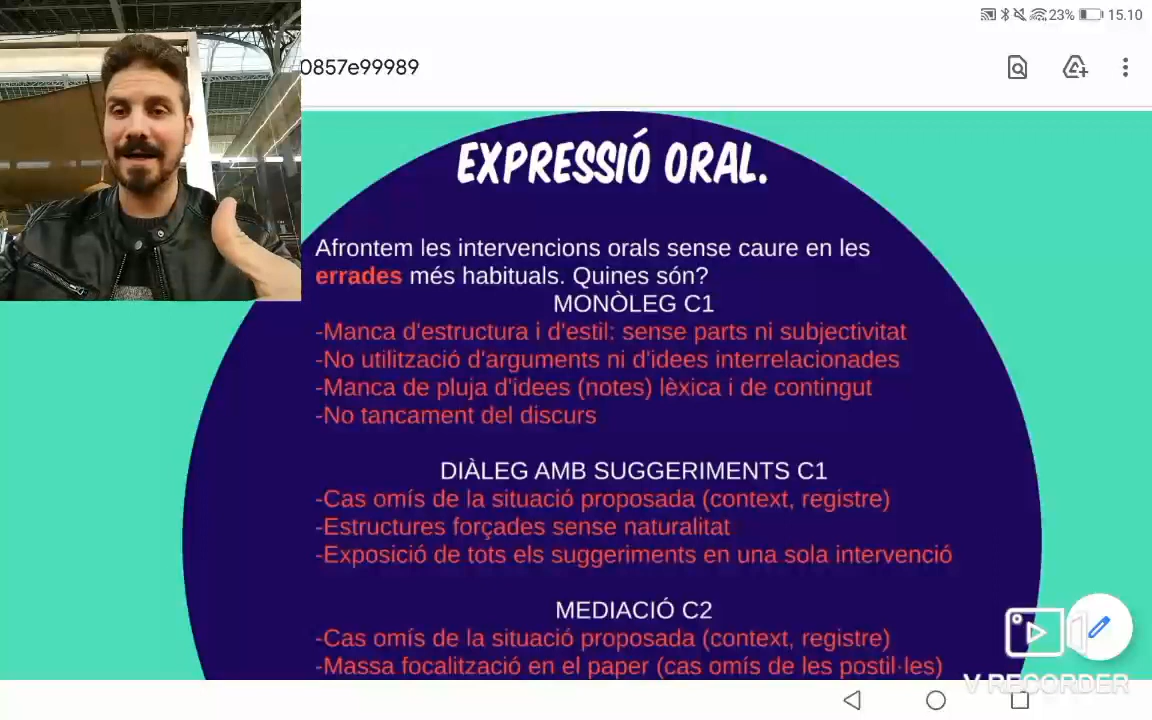 23% 15.10
0857e99989
EXPRESSIÓ ORAL.
Afrontem les intervencions orals sense caure en les
errades més habituals. Quines són?
MONÒLEG C1
-Manca d'estructura i d'estil: sense parts ni subjectivitat
-No utilització d'arguments ni d'idees interrelacionades
-Manca de pluja d'idees (notes) lèxica i de contingut
-No tancament del discurs
DIÀLEG AMB SUGGERIMENTS C1
-Cas omís de la situació proposada (context, registre)
-Estructures forçades sense naturalitat
-Exposició de tots els suggeriments en una sola intervenció
MEDIACIÓ C2
-Cas omís de la situació proposada (context, registre)
-Massa focalització en el paper (cas omís de les postil·les)
V RECORDER